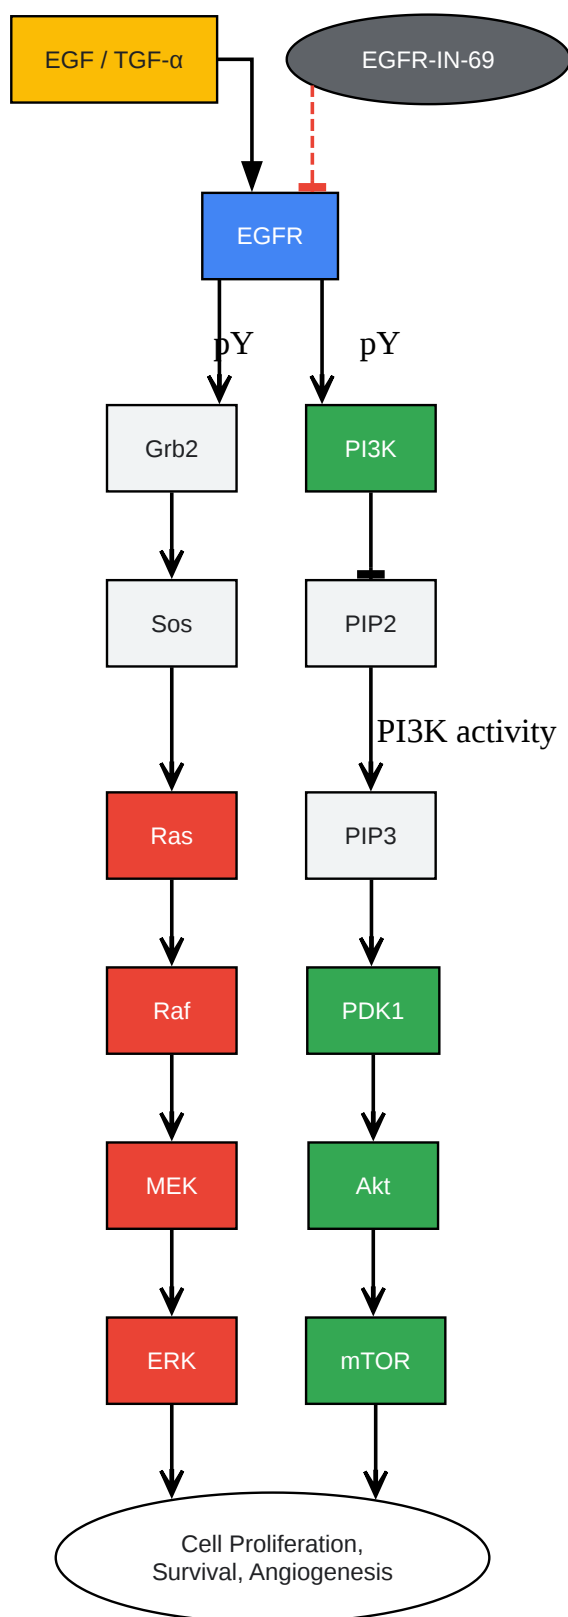 EGF / TGF-α
EGFR-IN-69
EGFR
pY
pY
Grb2
PI3K
Sos
PIP2
PI3K activity
Ras
PIP3
Raf
PDK1
MEK
Akt
ERK
mTOR
Cell Proliferation,
Survival, Angiogenesis